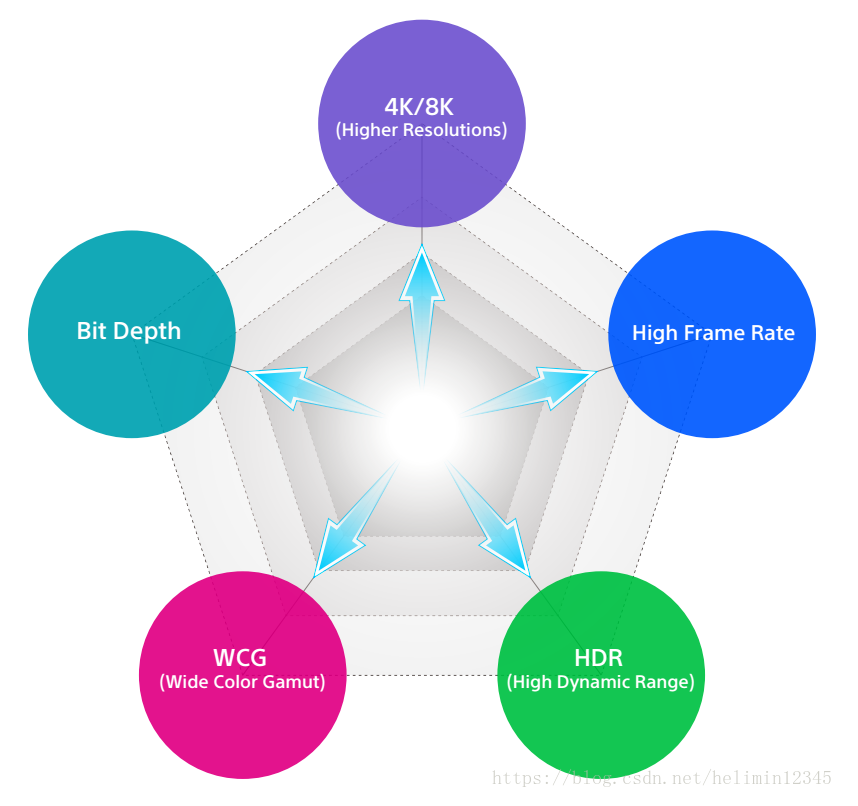 4K/8K
(Higher Resolutions)
Bit Depth
High Frame Rate
WCG
(Wide Color Gamut)
HDR
(High Dynamic Range)
https://blog.csdn.net/helimin12345